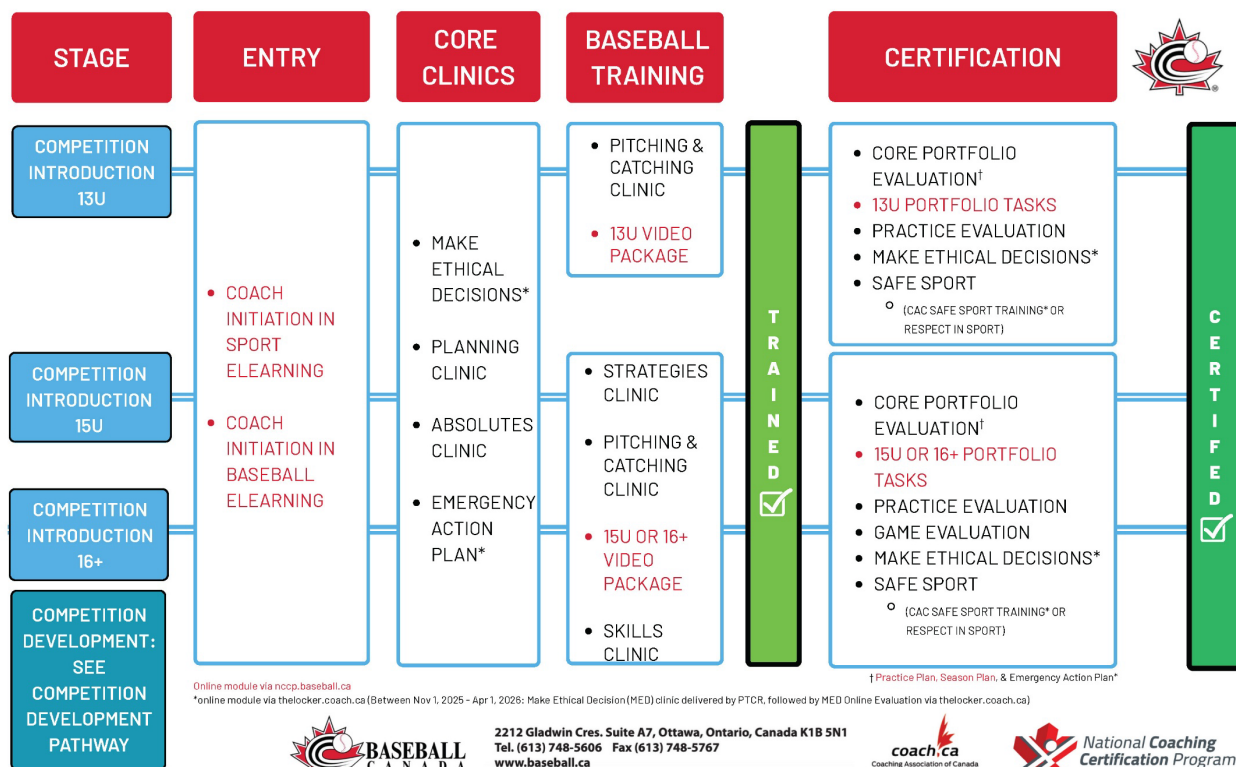 STAGE
ENTRY
CORE
CLINICS
BASEBALL
TRAINING
CERTIFICATION
COMPETITION
INTRODUCTION
13U
COMPETITION
INTRODUCTION
15U
COMPETITION
INTRODUCTION
16+
COMPETITION
DEVELOPMENT:
SEE
COMPETITION
DEVELOPMENT
PATHWAY
• COACH
INITIATION IN
SPORT
ELEARNING
• COACH
INITIATION IN
BASEBALL
ELEARNING
• MAKE
ETHICAL
DECISIONS*
• PLANNING
CLINIC
• ABSOLUTES
CLINIC
• EMERGENCY
ACTION
PLAN*
• PITCHING &
CATCHING
CLINIC
• 13U VIDEO
PACKAGE
• STRATEGIES
CLINIC
• PITCHING &
CATCHING
CLINIC
• 15U OR 16+
VIDEO
PACKAGE
• SKILLS
CLINIC
TRAINED
• CORE PORTFOLIO
EVALUATION†
• 13U PORTFOLIO TASKS
• PRACTICE EVALUATION
• MAKE ETHICAL DECISIONS*
• SAFE SPORT
(CAC SAFE SPORT TRAINING* OR
RESPECT IN SPORT)
• CORE PORTFOLIO
EVALUATION†
• 15U OR 16+ PORTFOLIO
TASKS
• PRACTICE EVALUATION
• GAME EVALUATION
• MAKE ETHICAL DECISIONS*
• SAFE SPORT
(CAC SAFE SPORT TRAINING* OR
RESPECT IN SPORT)
CERTIFED
† Practice Plan, Season Plan, & Emergency Action Plan*
Online module via nccp.baseball.ca
*online module via thelocker.coach.ca (Between Nov 1, 2025 - Apr 1, 2026: Make Ethical Decision (MED) clinic delivered by PTCR, followed by MED Online Evaluation via thelocker.coach.ca)
BASEBALL
CANADA
2212 Gladwin Cres. Suite A7, Ottawa, Ontario, Canada K1B 5N1
Tel. (613) 748-5606 Fax (613) 748-5767
www.baseball.ca
coach.ca
Coaching Association of Canada
National Coaching
Certification Program